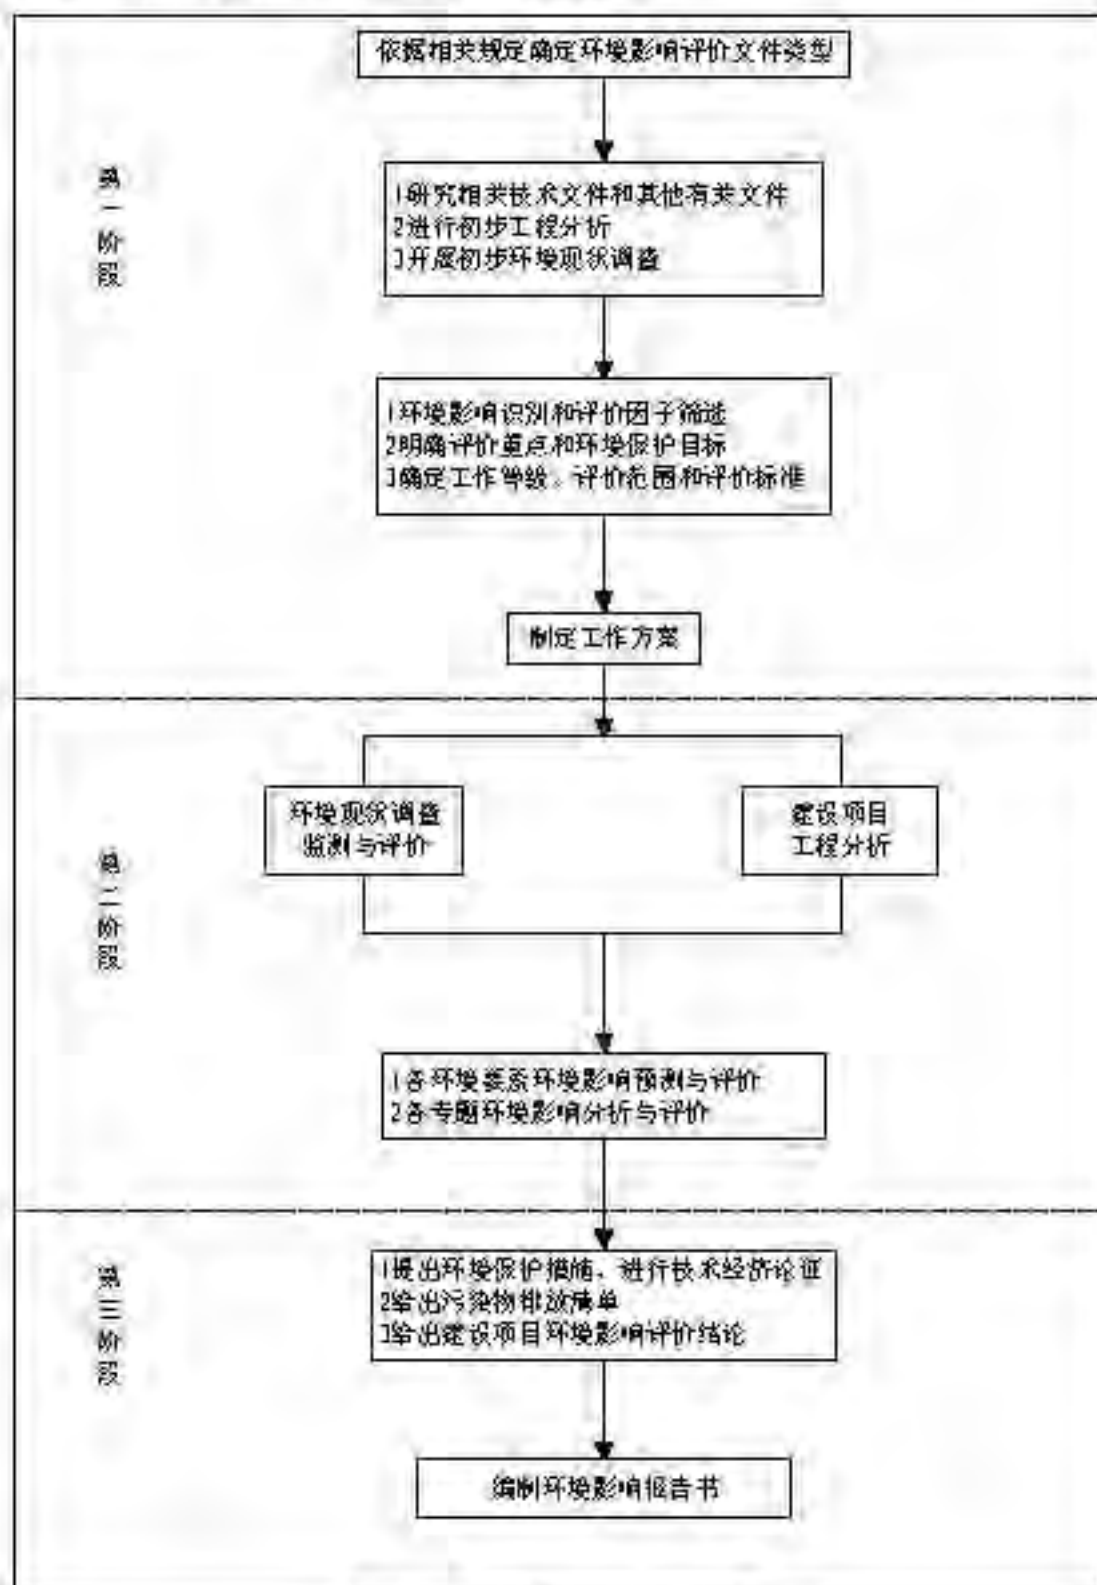 第一阶段
依据相关规定确定环境影响评价文件类型
1研究相关技术文件和其他有关文件
2进行初步工程分析
3开展初步环境现状调查
1环境影响识别和评价因子筛选
2明确评价重点和环境保护目标
3确定工作等级、评价范围和评价标准
制定工作方案
第二阶段
环境现状调查
监测与评价
建设项目
工程分析
1各环境要素环境影响预测与评价
2各专题环境影响分析与评价
第三阶段
1提出环境保护措施、进行技术经济论证
2给出污染物排放清单
3给出建设项目环境影响评价结论
编制环境影响报告书